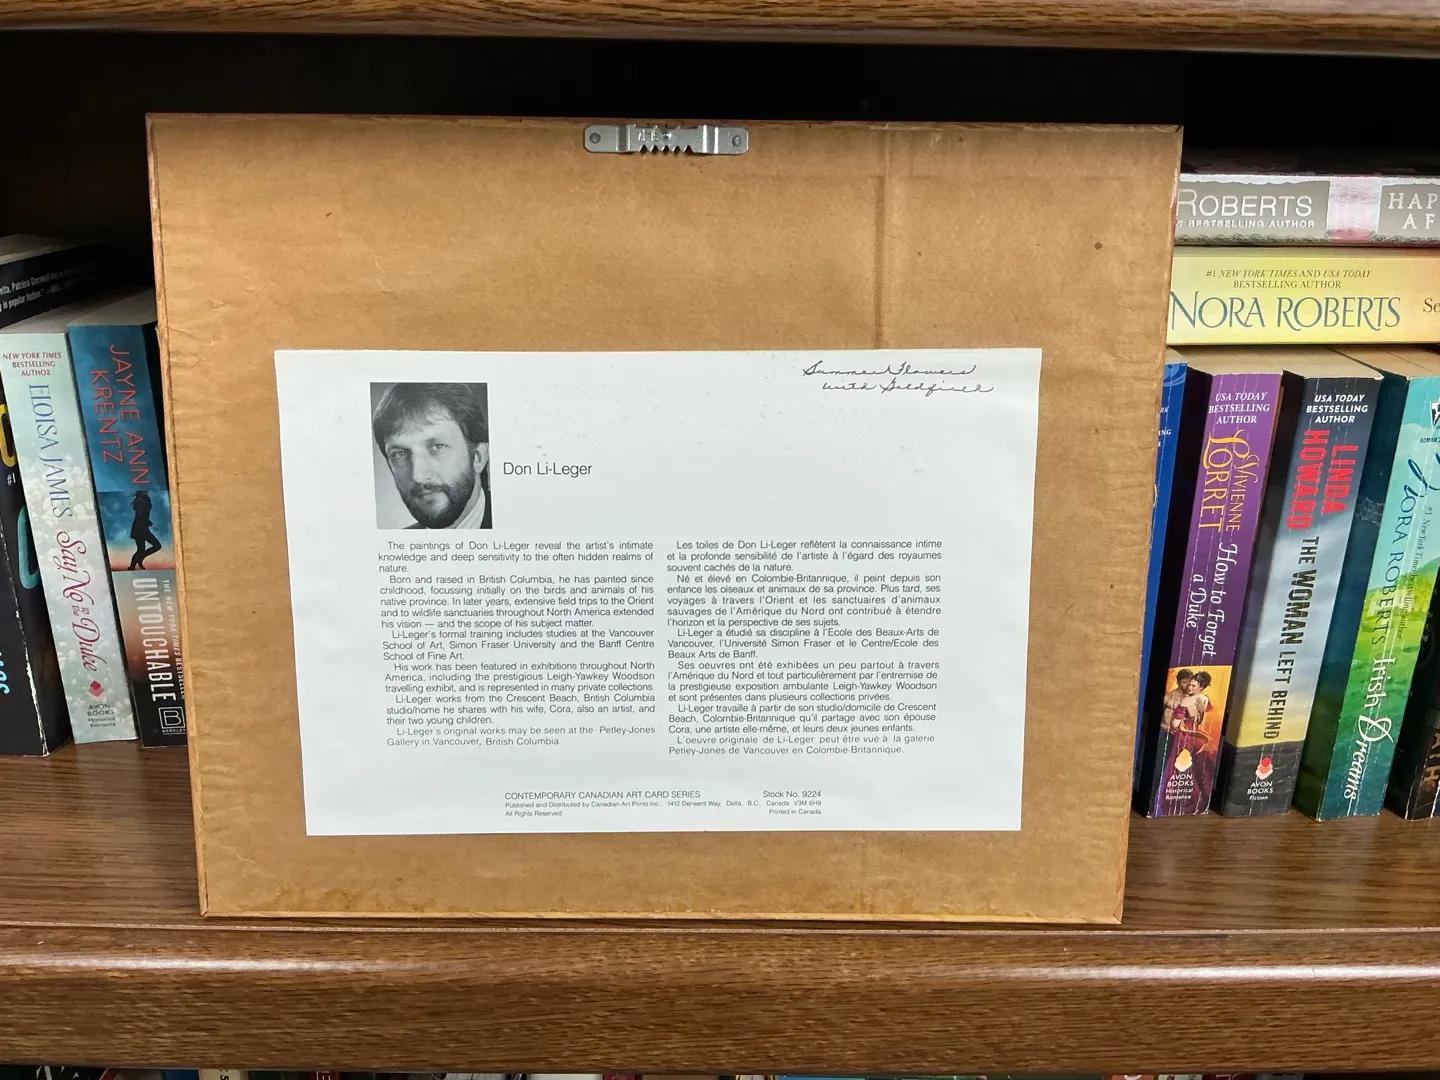 Summer Flowers
with Goldfinch
Don Li-Leger
The paintings of Don Li-Leger reveal the artist's intimate
knowledge and deep sensitivity to the often hidden realms of
nature.
Born and raised in British Columbia, he has painted since
childhood, focussing initially on the birds and animals of his
native province. In later years, extensive field trips to the Orient
and to wildlife sanctuaries throughout North America extended
his vision — and the scope of his subject matter.
Li-Leger's formal training includes studies at the Vancouver
School of Art, Simon Fraser University and the Banff Centre
School of Fine Art.
His work has been featured in exhibitions throughout North
America, including the prestigious Leigh-Yawkey Woodson
travelling exhibit, and is represented in many private collections.
Li-Leger works from the Crescent Beach, British Columbia
studio/home he shares with his wife, Cora, also an artist, and
their two young children.
Li-Leger's original works may be seen at the Petley-Jones
Gallery in Vancouver, British Columbia.
Les toiles de Don Li-Leger reflètent la connaissance intime
et la profonde sensibilité de l'artiste à l'égard des royaumes
souvent cachés de la nature.
Né et élevé en Colombie-Britannique, il peint depuis son
enfance les oiseaux et animaux de sa province. Plus tard, ses
voyages à travers l'Orient et les sanctuaires d'animaux
sauvages de l'Amérique du Nord ont contribué à étendre
l'horizon et la perspective de ses sujets.
Li-Leger a étudié sa discipline à l'Ecole des Beaux-Arts de
Vancouver, l'Université Simon Fraser et le Centre/Ecole des
Beaux Arts de Banff.
Ses oeuvres ont été exhibées un peu partout à travers
l'Amérique du Nord et tout particulièrement par l'entremise de
la prestigieuse exposition ambulante Leigh-Yawkey Woodson
et sont présentes dans plusieurs collections privées.
Li-Leger travaille à partir de son studio/domicile de Crescent
Beach, Colombie-Britannique qu'il partage avec son épouse
Cora, une artiste elle-même, et leurs deux jeunes enfants.
L'oeuvre originale de Li-Leger peut être vue à la galerie
Petley-Jones de Vancouver en Colombie-Britannique.
CONTEMPORARY CANADIAN ART CARD SERIES
Published and Distributed by Canadian Art Prints Inc., 1412 Derwent Way, Delta, B.C., Canada V3M 6H9
All Rights Reserved
Stock No. 9224
Printed in Canada
in popular fiction."
#1
NEW YORK TIMES
BESTSELLING
AUTHOR
ELOISA JAMES
Say No to the Duke
AVON
BOOKS
Historical
Romance
JAYNE ANN
KRENTZ
UNTOUCHABLE
THE NEW YORK TIMES BESTSELLER
B
BERKLEY
ROBERTS
BESTSELLING AUTHOR
#1 NEW YORK TIMES AND USA TODAY
BESTSELLING AUTHOR
NORA ROBERTS
USA TODAY
BESTSELLING
AUTHOR
VIVIENNE
LORRET
How to Forget
a Duke
AVON
BOOKS
Historical
Romance
USA TODAY
BESTSELLING
AUTHOR
LINDA
HOWARD
THE WOMAN LEFT BEHIND
AVON
BOOKS
Fiction
NORA ROBERTS
Irish Dreams